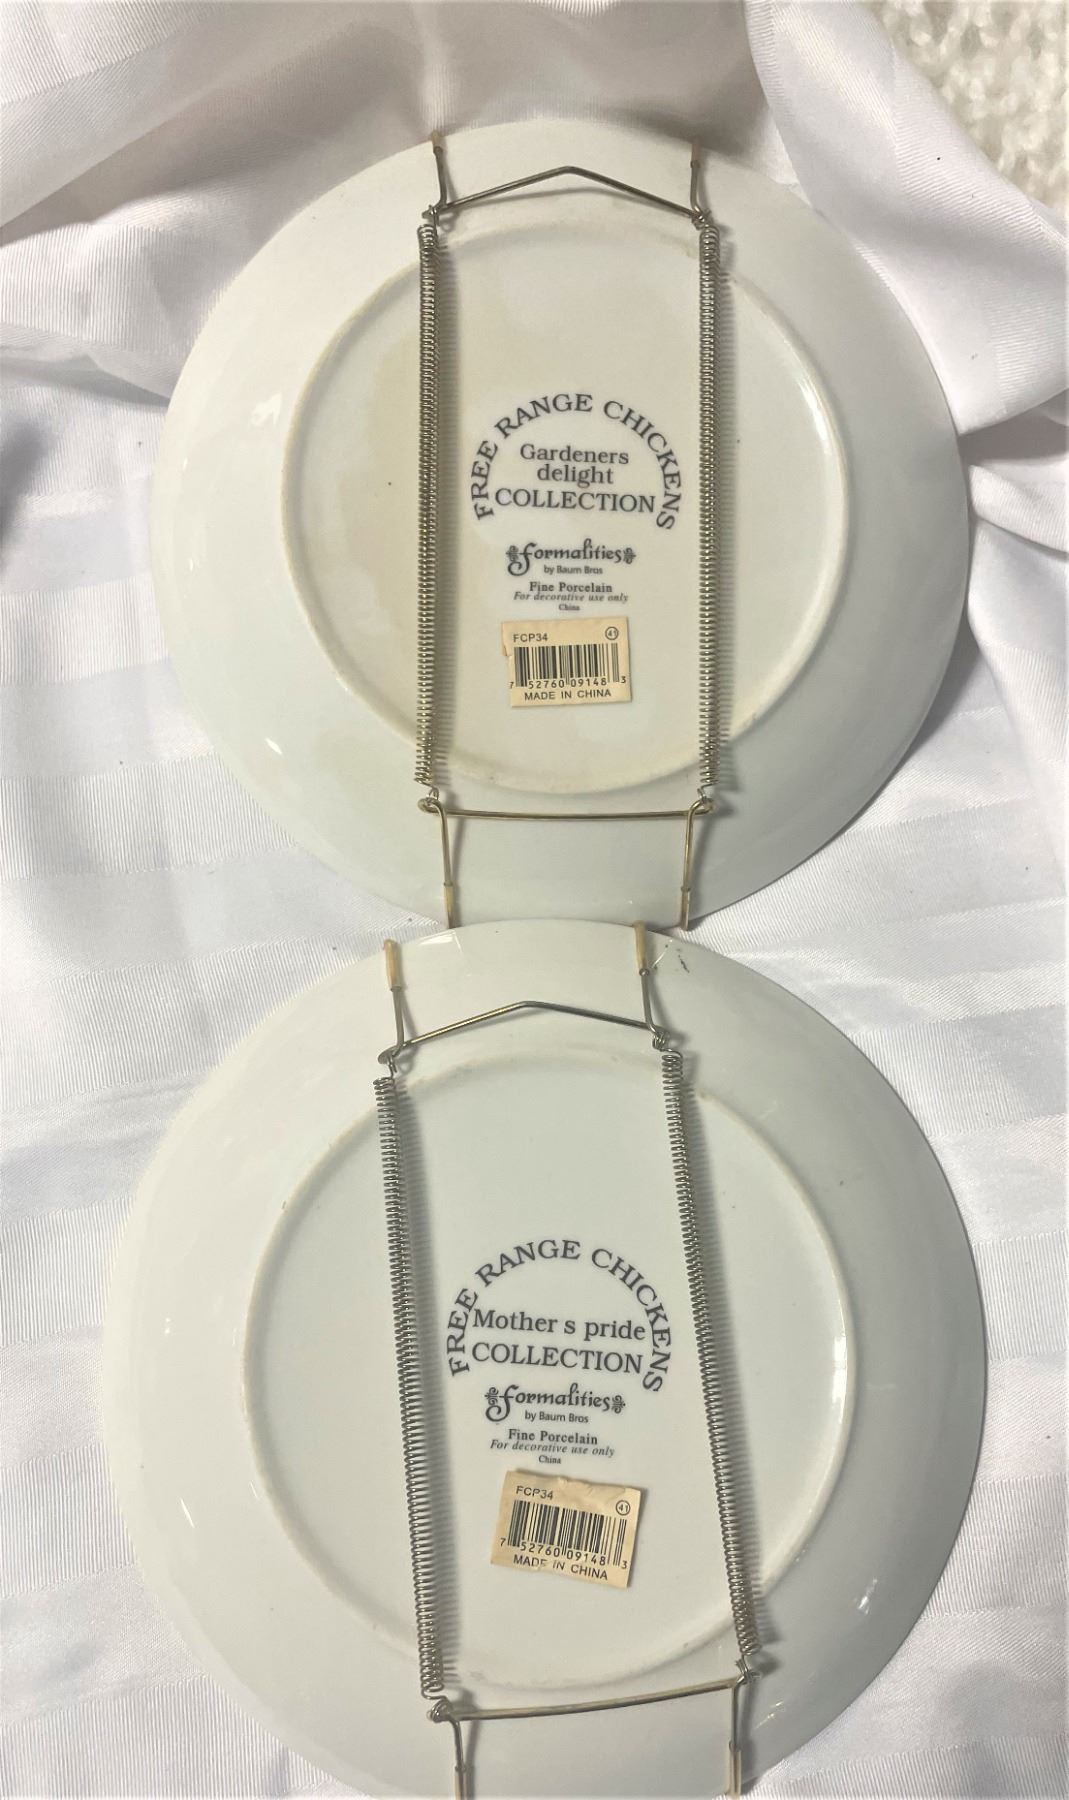 FREE RANGE CHICKENS
Gardeners
delight
COLLECTION
formalities
by Baum Bros
Fine Porcelain
For decorative use only
China
FCP34 41
7 52760 09148 3
MADE IN CHINA
FREE RANGE CHICKENS
Mother s pride
COLLECTION
formalities
by Baum Bros
Fine Porcelain
For decorative use only
China
FCP34 41
7 52760 09148 3
MADE IN CHINA